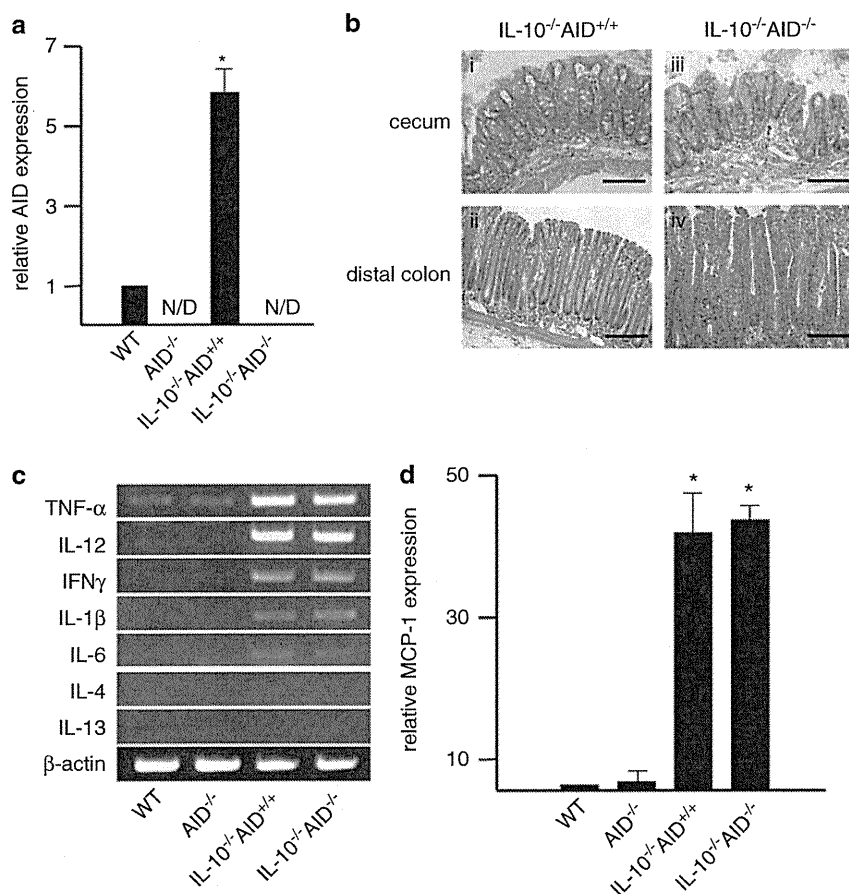 a
relative AID expression
7
5
3
1
*
N/D
N/D
WT
AID-/-
IL-10-/-AID+/+
IL-10-/-AID-/-
b
IL-10-/-AID+/+
IL-10-/-AID-/-
cecum
i
iii
distal colon
ii
iv
c
TNF-α
IL-12
IFNγ
IL-1β
IL-6
IL-4
IL-13
β-actin
WT
AID-/-
IL-10-/-AID+/+
IL-10-/-AID-/-
d
relative MCP-1 expression
50
30
10
*
*
WT
AID-/-
IL-10-/-AID+/+
IL-10-/-AID-/-